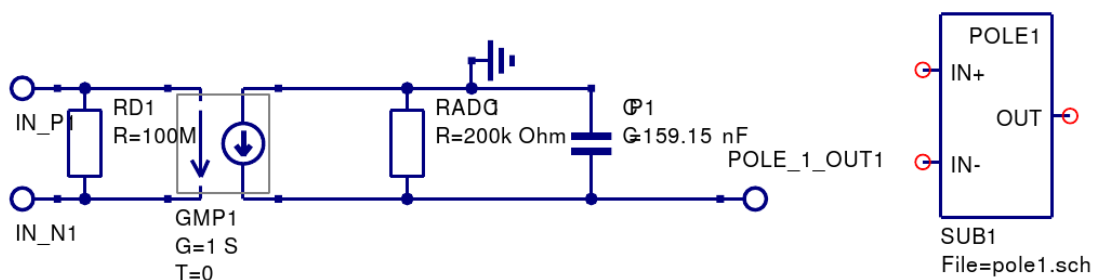 IN_P1
RD1
R=100M
IN_N1
GMP1
G=1 S
T=0
RADC1
R=200k Ohm
CP1
C=159.15 nF
POLE_1_OUT1
POLE1
IN+
OUT
IN-
SUB1
File=pole1.sch